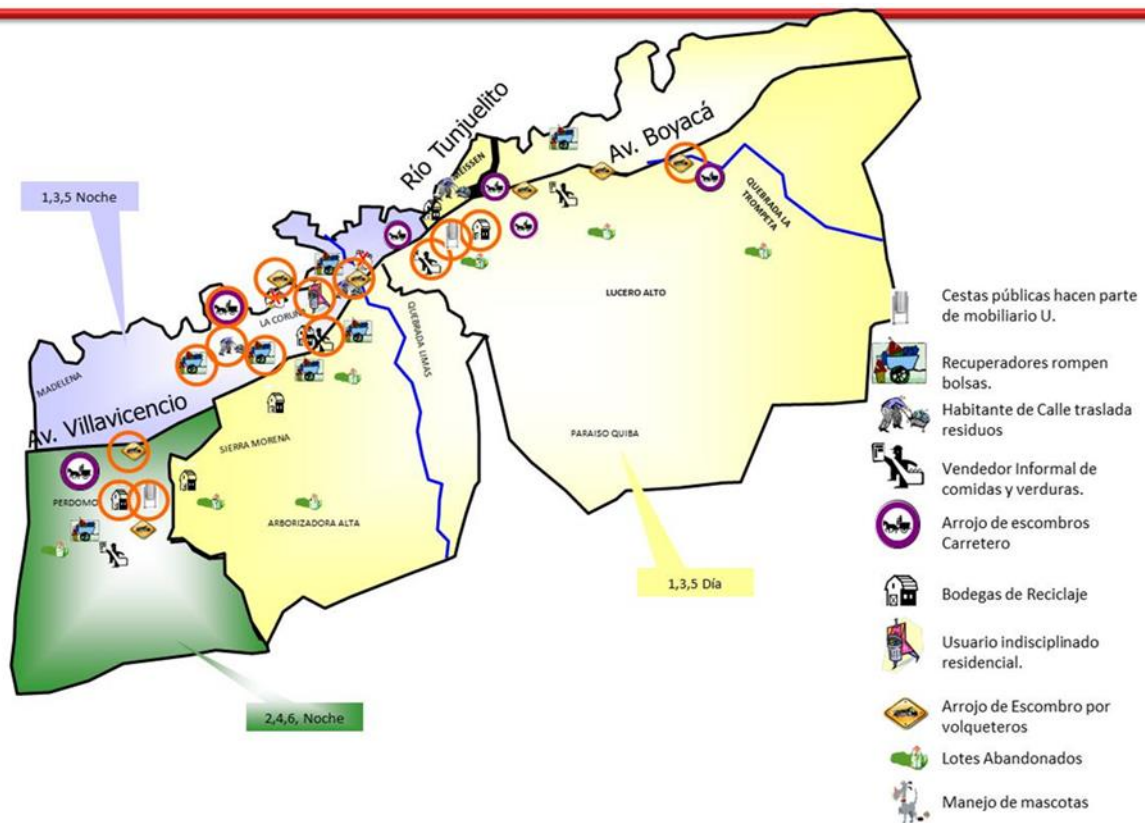 Río Tunjuelito
MEISSEN
Av. Boyacá
1,3,5 Noche
QUEBRADA LA
TROMPETA
LUCERO ALTO
QUEBRADA LIMAS
MADELENA
Av. Villavicencio
SIERRA MORENA
PARAISO QUIBA
PERDOMO
ARBORIZADORA ALTA
1,3,5 Día
2,4,6, Noche
Cestas públicas hacen parte
de mobiliario U.
Recuperadores rompen
bolsas.
Habitante de Calle traslada
residuos
Vendedor Informal de
comidas y verduras.
Arrojo de escombros
Carretero
Bodegas de Reciclaje
Usuario indisciplinado
residencial.
Arrojo de Escombro por
volqueteros
Lotes Abandonados
Manejo de mascotas